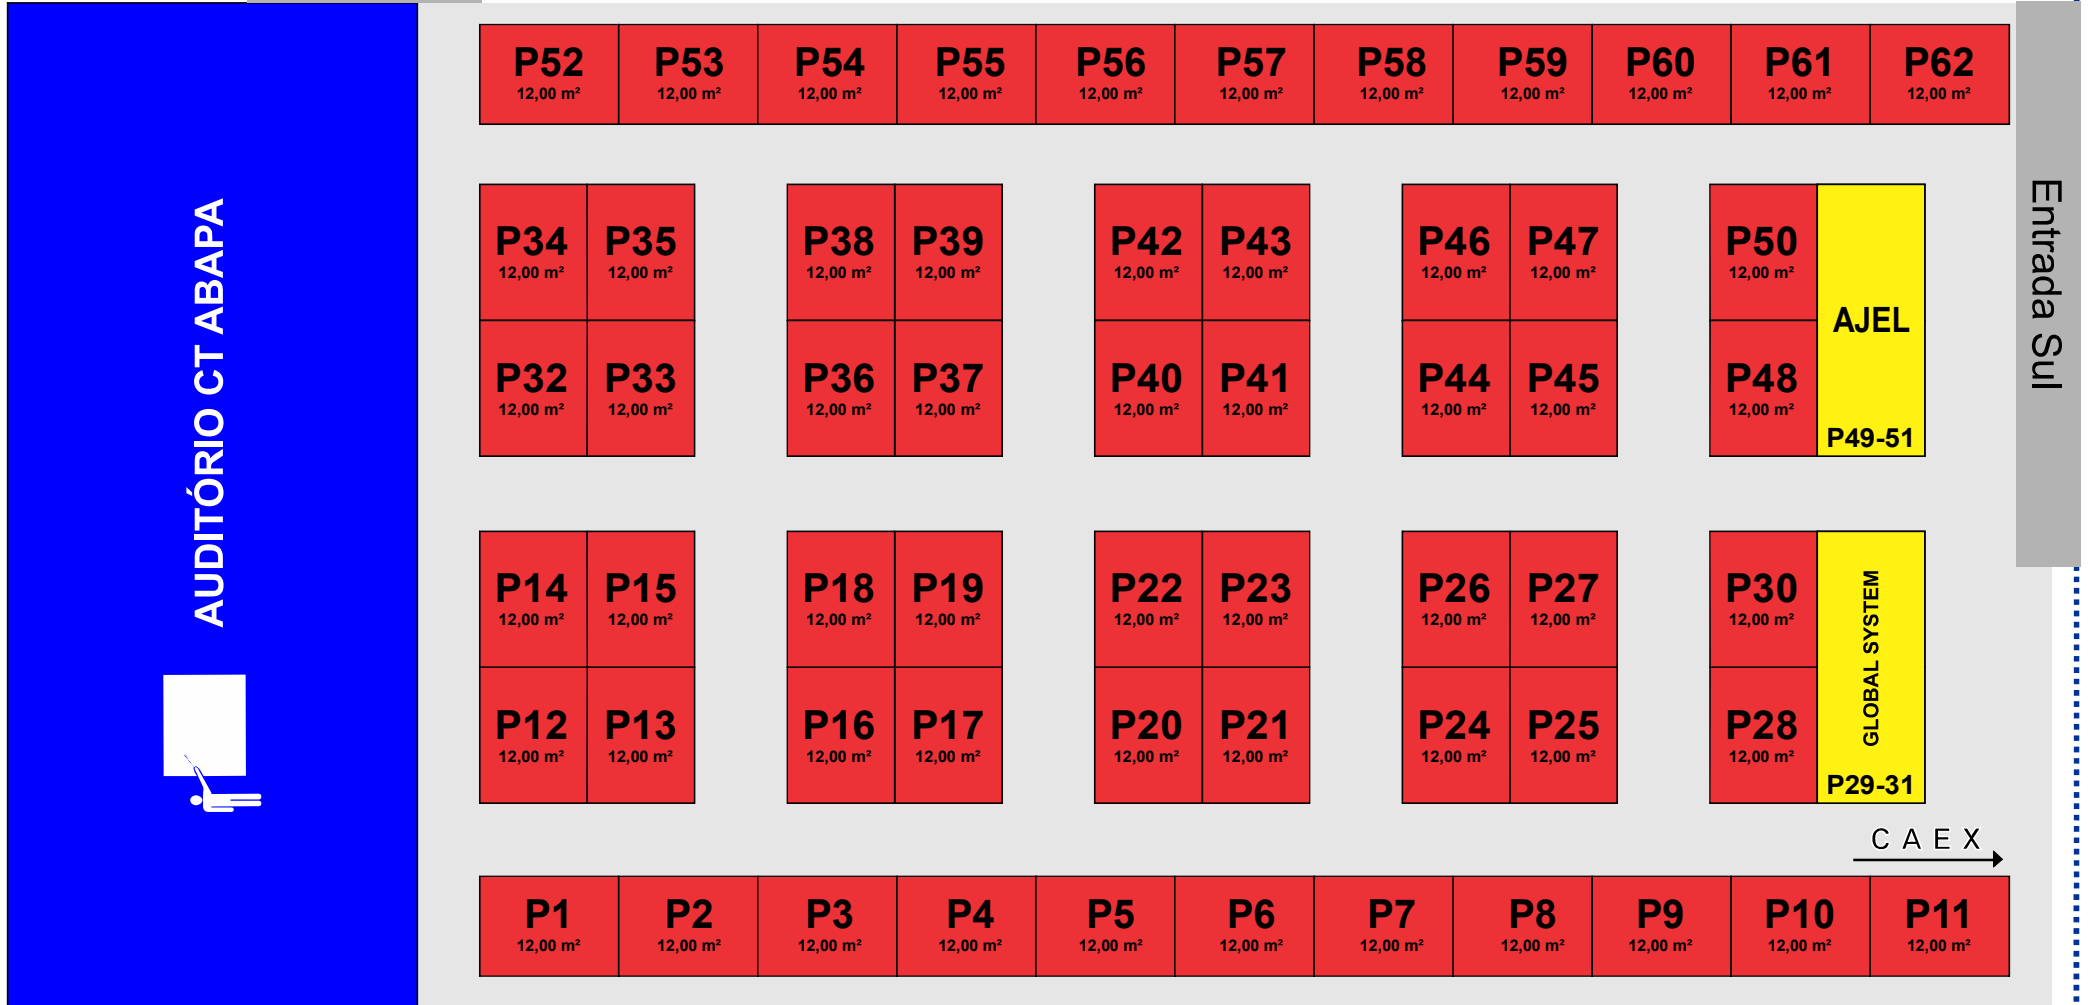 AUDITÓRIO CT ABAPA
P52 P53 P54 P55 P56 P57 P58 P59 P60 P61 P62
12,00 m² 12,00 m² 12,00 m² 12,00 m² 12,00 m² 12,00 m² 12,00 m² 12,00 m² 12,00 m² 12,00 m² 12,00 m²
Entrada Sul
P34 P35 P38 P39 P42 P43 P46 P47 P50
12,00 m² 12,00 m² 12,00 m² 12,00 m² 12,00 m² 12,00 m² 12,00 m² 12,00 m² 12,00 m²
AJEL
P32 P33 P36 P37 P40 P41 P44 P45 P48
12,00 m² 12,00 m² 12,00 m² 12,00 m² 12,00 m² 12,00 m² 12,00 m² 12,00 m² 12,00 m²
P49-51
P14 P15 P18 P19 P22 P23 P26 P27 P30
12,00 m² 12,00 m² 12,00 m² 12,00 m² 12,00 m² 12,00 m² 12,00 m² 12,00 m² 12,00 m²
GLOBAL SYSTEM
P12 P13 P16 P17 P20 P21 P24 P25 P28
12,00 m² 12,00 m² 12,00 m² 12,00 m² 12,00 m² 12,00 m² 12,00 m² 12,00 m² 12,00 m²
P29-31
CAEX
P1 P2 P3 P4 P5 P6 P7 P8 P9 P10 P11
12,00 m² 12,00 m² 12,00 m² 12,00 m² 12,00 m² 12,00 m² 12,00 m² 12,00 m² 12,00 m² 12,00 m² 12,00 m²